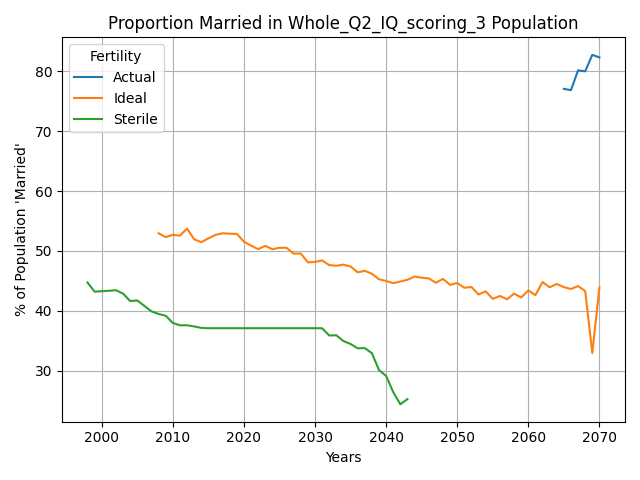 Proportion Married in Whole_Q2_IQ_scoring_3 Population
Fertility
Actual
Ideal
Sterile
% of Population 'Married'
80
70
60
50
40
30
2000 2010 2020 2030 2040 2050 2060 2070
Years